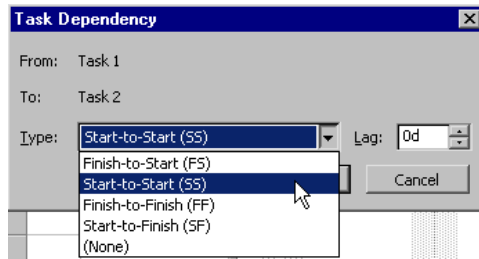 Task Dependency
From: Task 1
To: Task 2
Type: Start-to-Start (SS) Lag: 0d
Finish-to-Start (FS)
Start-to-Start (SS)
Cancel
Finish-to-Finish (FF)
Start-to-Finish (SF)
(None)